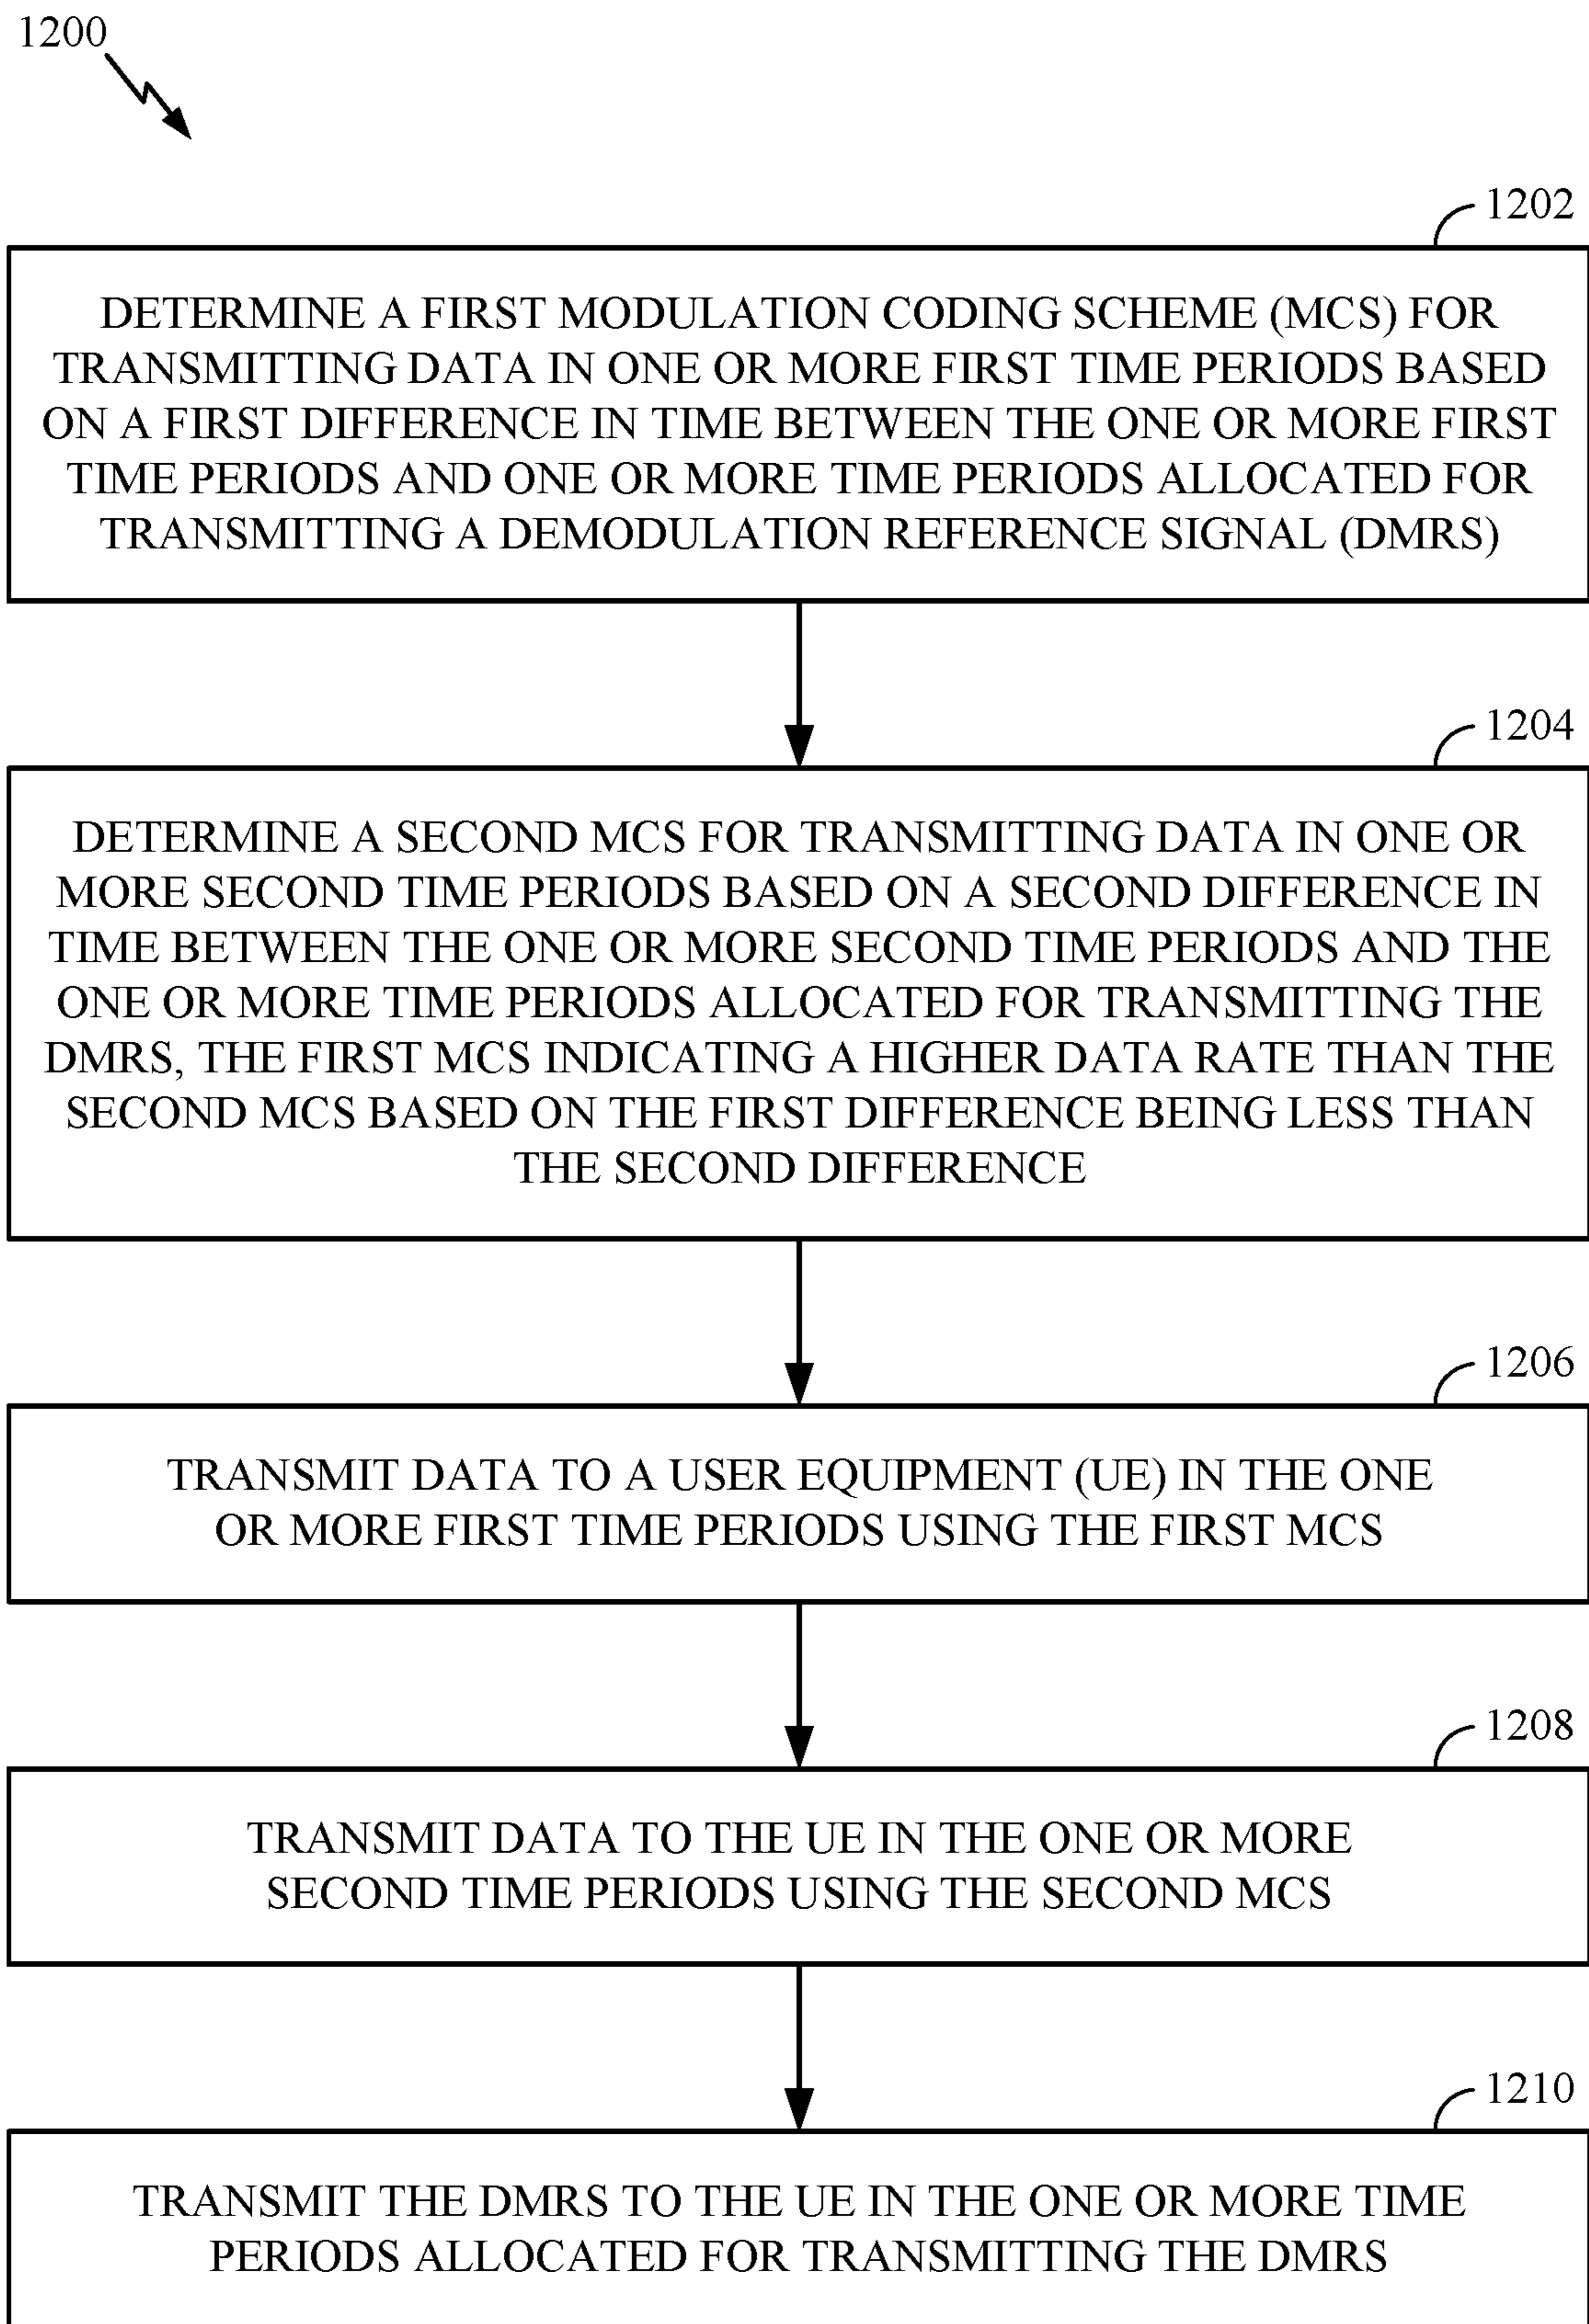 1200
1202
DETERMINE A FIRST MODULATION CODING SCHEME (MCS) FOR
TRANSMITTING DATA IN ONE OR MORE FIRST TIME PERIODS BASED
ON A FIRST DIFFERENCE IN TIME BETWEEN THE ONE OR MORE FIRST
TIME PERIODS AND ONE OR MORE TIME PERIODS ALLOCATED FOR
TRANSMITTING A DEMODULATION REFERENCE SIGNAL (DMRS)
1204
DETERMINE A SECOND MCS FOR TRANSMITTING DATA IN ONE OR
MORE SECOND TIME PERIODS BASED ON A SECOND DIFFERENCE IN
TIME BETWEEN THE ONE OR MORE SECOND TIME PERIODS AND THE
ONE OR MORE TIME PERIODS ALLOCATED FOR TRANSMITTING THE
DMRS, THE FIRST MCS INDICATING A HIGHER DATA RATE THAN THE
SECOND MCS BASED ON THE FIRST DIFFERENCE BEING LESS THAN
THE SECOND DIFFERENCE
1206
TRANSMIT DATA TO A USER EQUIPMENT (UE) IN THE ONE
OR MORE FIRST TIME PERIODS USING THE FIRST MCS
1208
TRANSMIT DATA TO THE UE IN THE ONE OR MORE
SECOND TIME PERIODS USING THE SECOND MCS
1210
TRANSMIT THE DMRS TO THE UE IN THE ONE OR MORE TIME
PERIODS ALLOCATED FOR TRANSMITTING THE DMRS